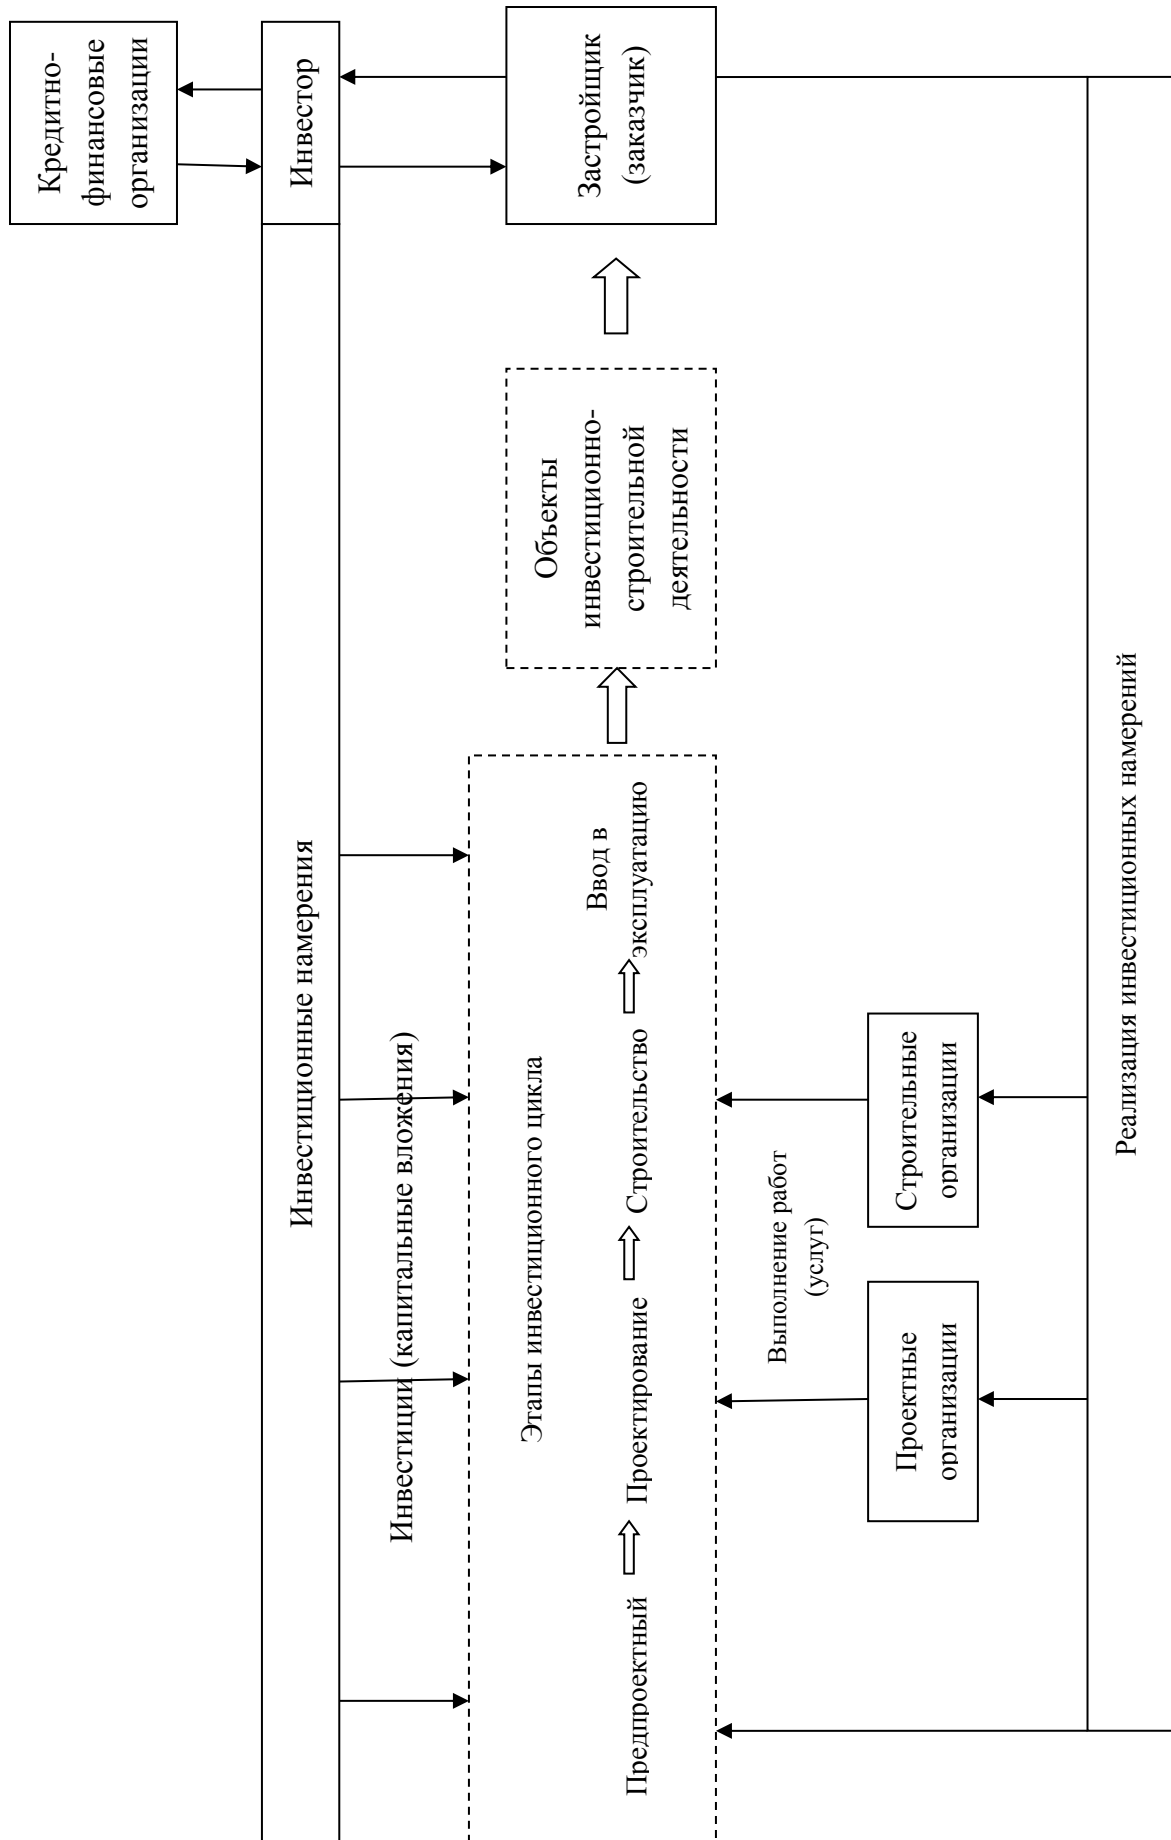 Кредитно-
финансовые
организации
Инвестор
Застройщик
(заказчик)
Инвестиционные намерения
Инвестиции (капитальные вложения)
Этапы инвестиционного цикла
Предпроектный
Проектирование
Строительство
Ввод в
эксплуатацию
Объекты
инвестиционно-
строительной
деятельности
Выполнение работ
(услуг)
Проектные
организации
Строительные
организации
Реализация инвестиционных намерений